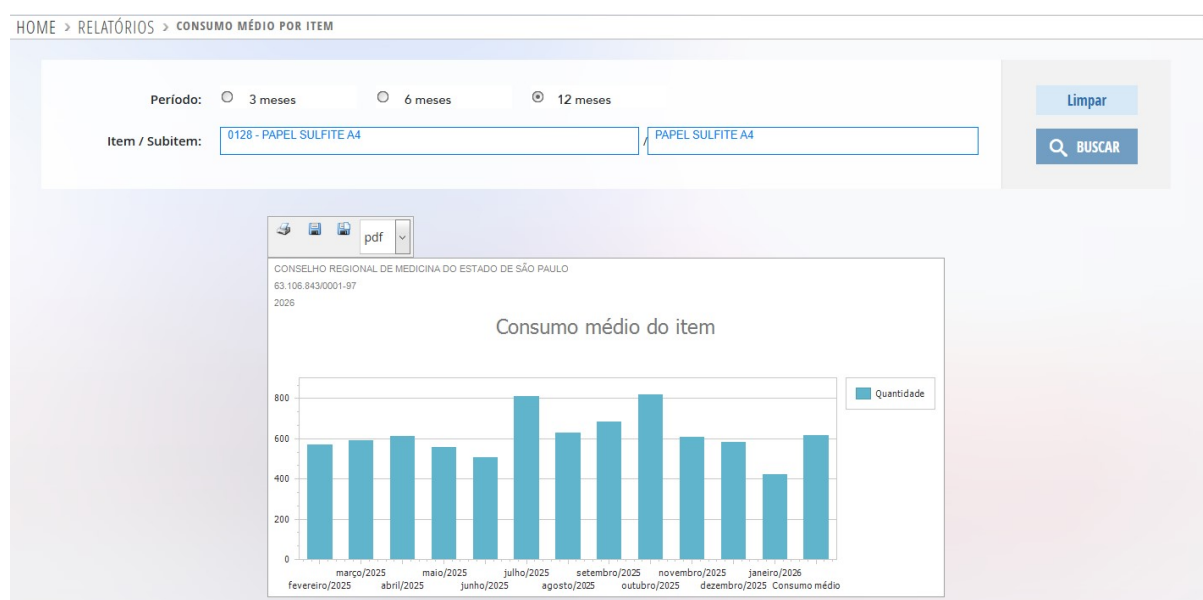 HOME > RELATÓRIOS > CONSUMO MÉDIO POR ITEM
Período: 3 meses 6 meses 12 meses
Limpar
Item / Subitem: 0128 - PAPEL SULFITE A4 / PAPEL SULFITE A4
BUSCAR
pdf
CONSELHO REGIONAL DE MEDICINA DO ESTADO DE SÃO PAULO
63.106.843/0001-97
2026
Consumo médio do item
Quantidade
800
600
400
200
0
março/2025 maio/2025 julho/2025 setembro/2025 novembro/2025 janeiro/2026
fevereiro/2025 abril/2025 junho/2025 agosto/2025 outubro/2025 dezembro/2025 Consumo médio